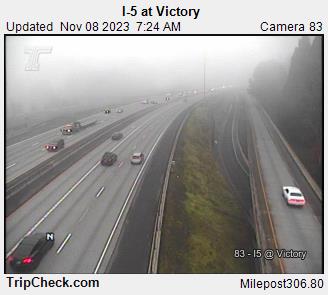 I-5 at Victory
Updated Nov 08 2023 7:24 AM Camera 83
N
83 - I5 @ Victory
TripCheck.com Milepost306.80